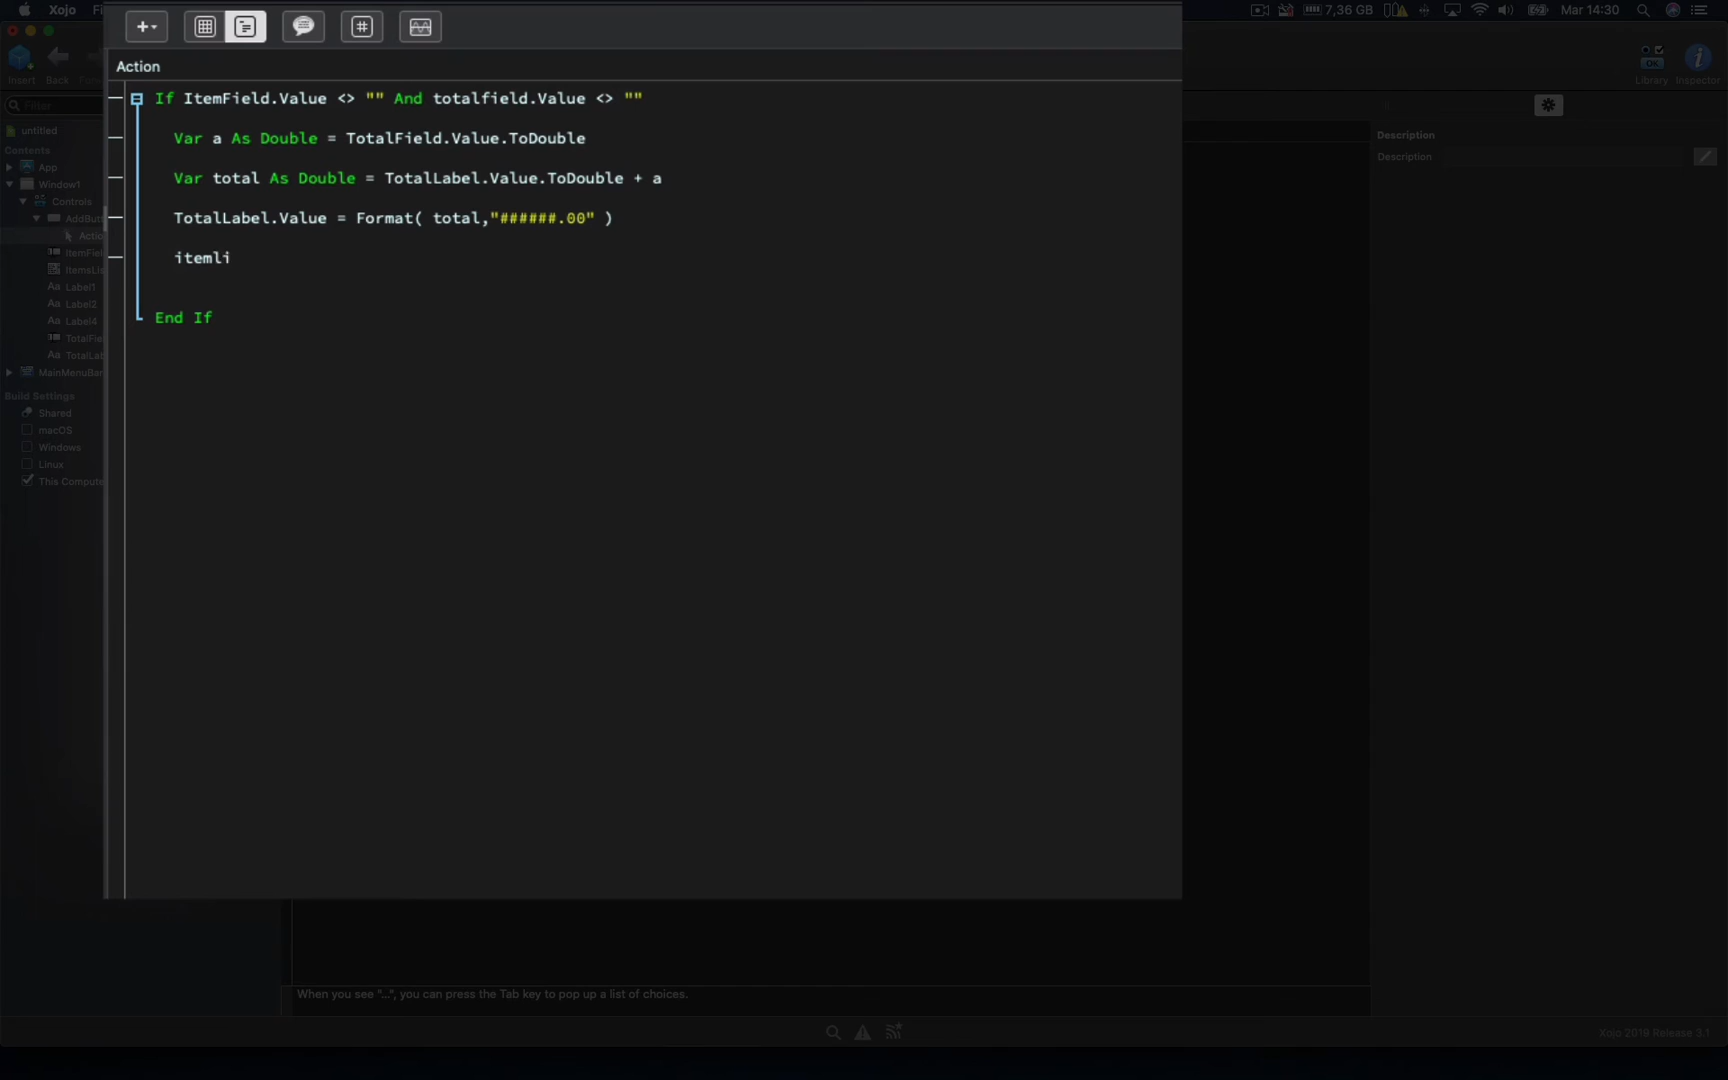 Xojo
7,36 GB
Mar 14:30
Insert
Back
Library
Inspector
Filter
Action
untitled
Contents
App
Window1
Controls
AddBut
Actio
ItemFiel
ItemsLis
Label1
Label2
Label4
TotalFie
TotalLab
MainMenuBar
Build Settings
Shared
macOS
Windows
Linux
This Compute
If ItemField.Value <> "" And totalfield.Value <> ""
Var a As Double = TotalField.Value.ToDouble
Var total As Double = TotalLabel.Value.ToDouble + a
TotalLabel.Value = Format( total,"######.00" )
itemli
End If
Description
Description
When you see "...", you can press the Tab key to pop up a list of choices.
Xojo 2019 Release 3.1